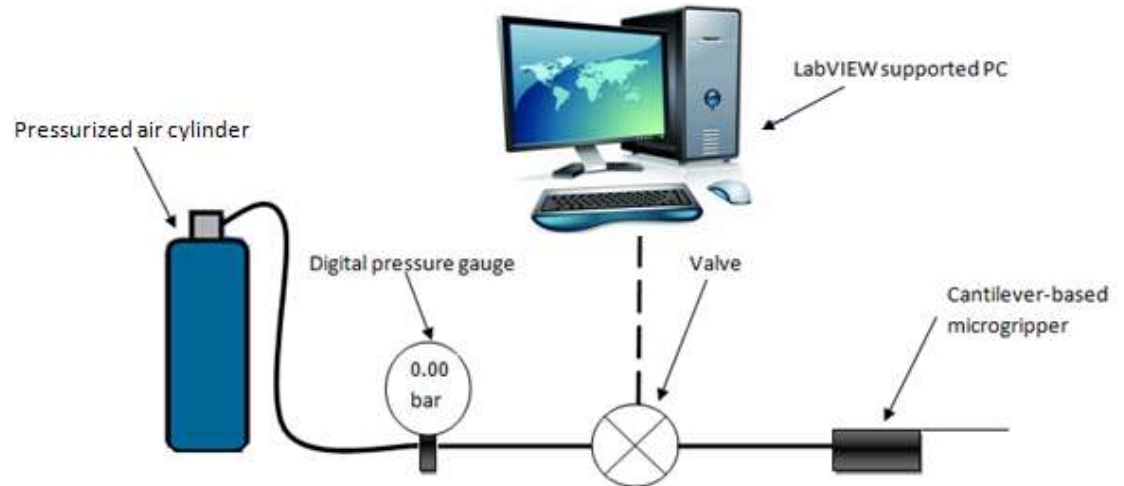 LabVIEW supported PC
Pressurized air cylinder
Digital pressure gauge
Valve
Cantilever-based
microgripper
0.00
bar